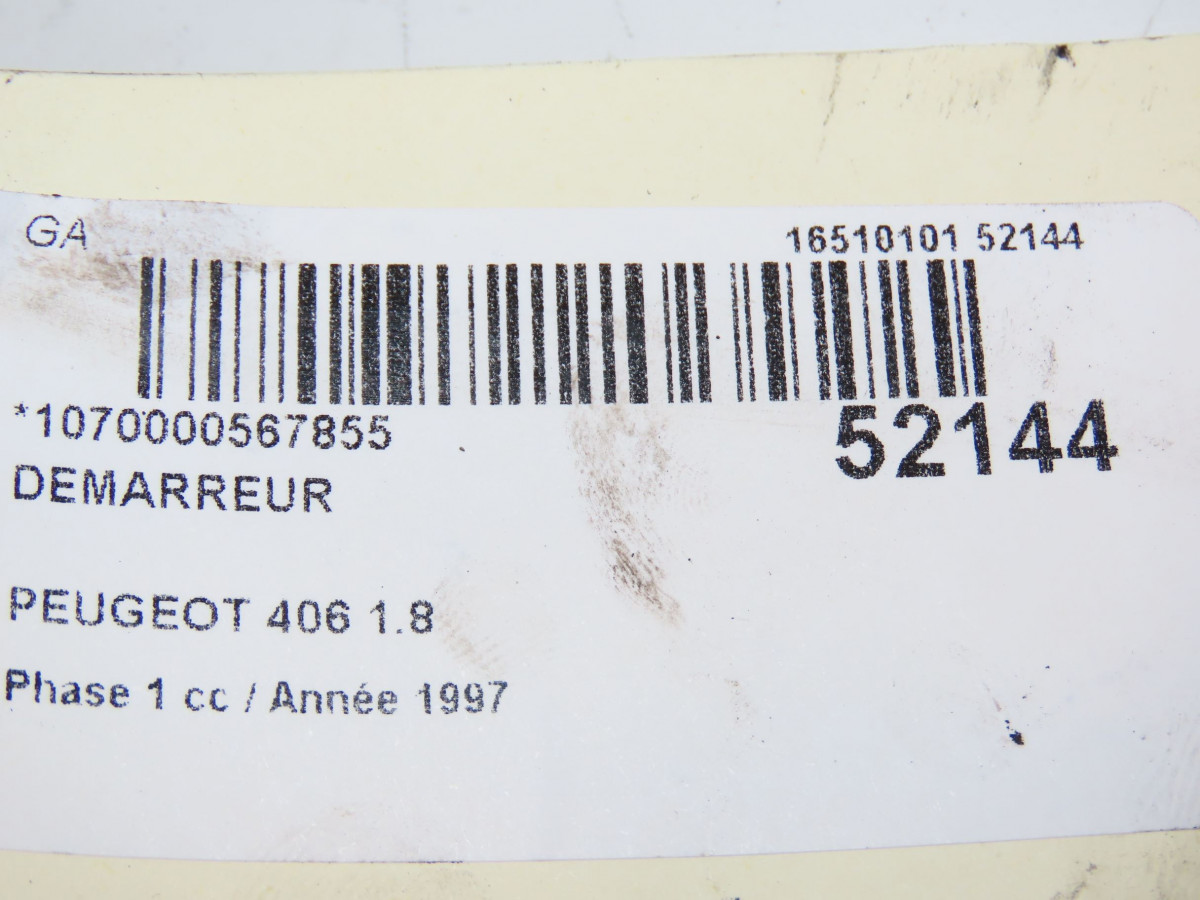 GA
16510101 52144
*1070000567855
52144
DEMARREUR
PEUGEOT 406 1.8
Phase 1 cc / Année 1997